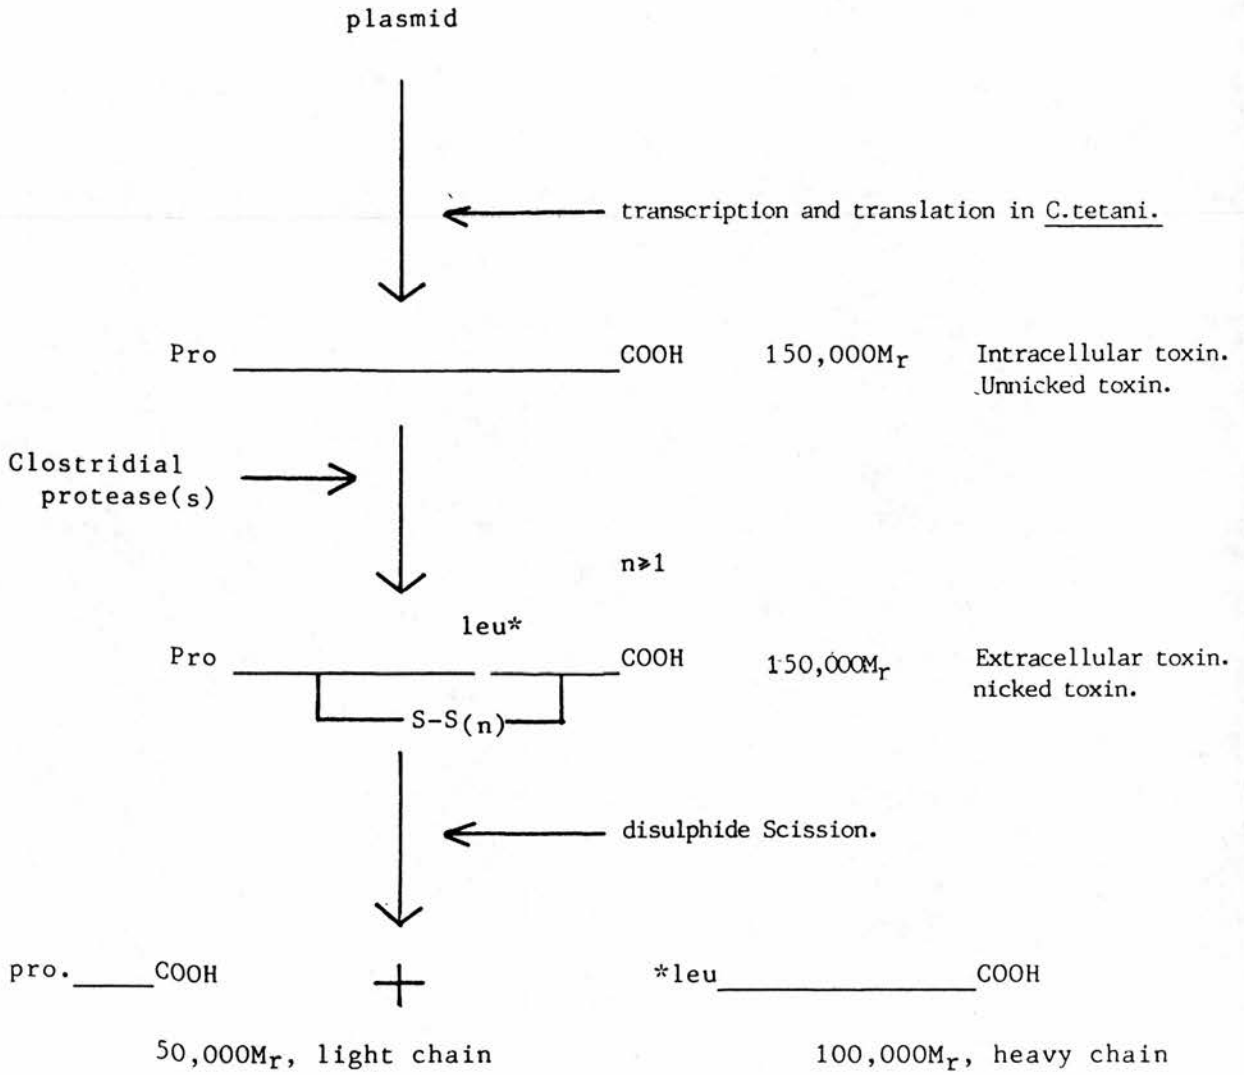 plasmid
transcription and translation in C.tetani.
Pro COOH 150,000Mr Intracellular toxin.
Unnicked toxin.
Clostridial
protease(s)
n≥1
leu*
Pro COOH 150,000Mr Extracellular toxin.
nicked toxin.
S-S(n)
disulphide Scission.
pro. COOH + *leu COOH
50,000Mr, light chain 100,000Mr, heavy chain